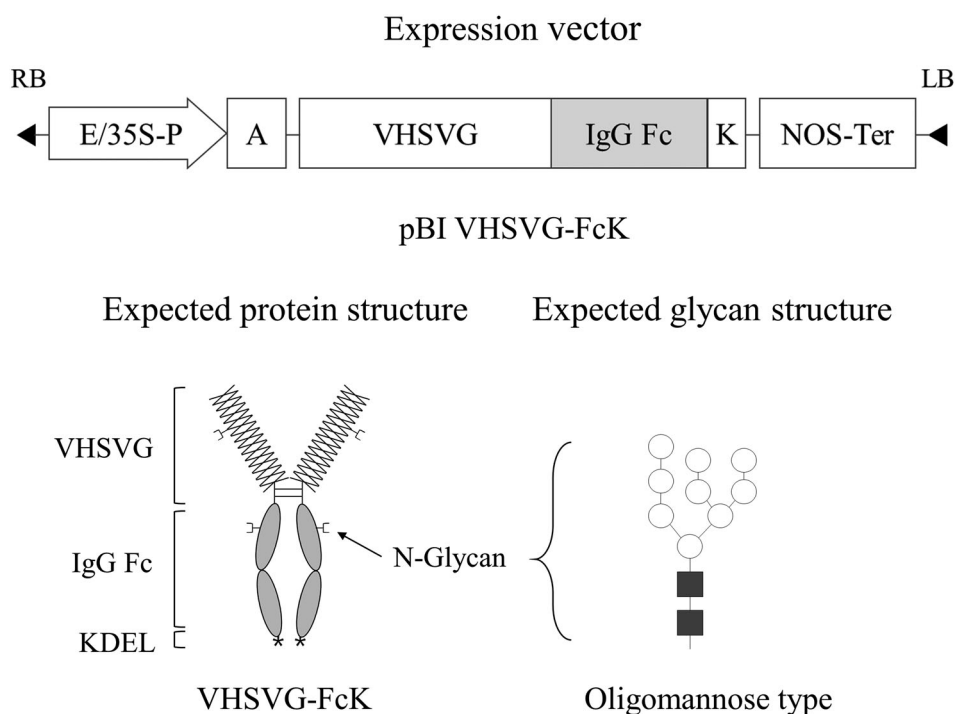 Expression vector
RB
LB
E/35S-P
A
VHSVG
IgG Fc
K
NOS-Ter
pBI VHSVG-FcK
Expected protein structure
Expected glycan structure
VHSVG
IgG Fc
N-Glycan
KDEL
* *
VHSVG-FcK
Oligomannose type